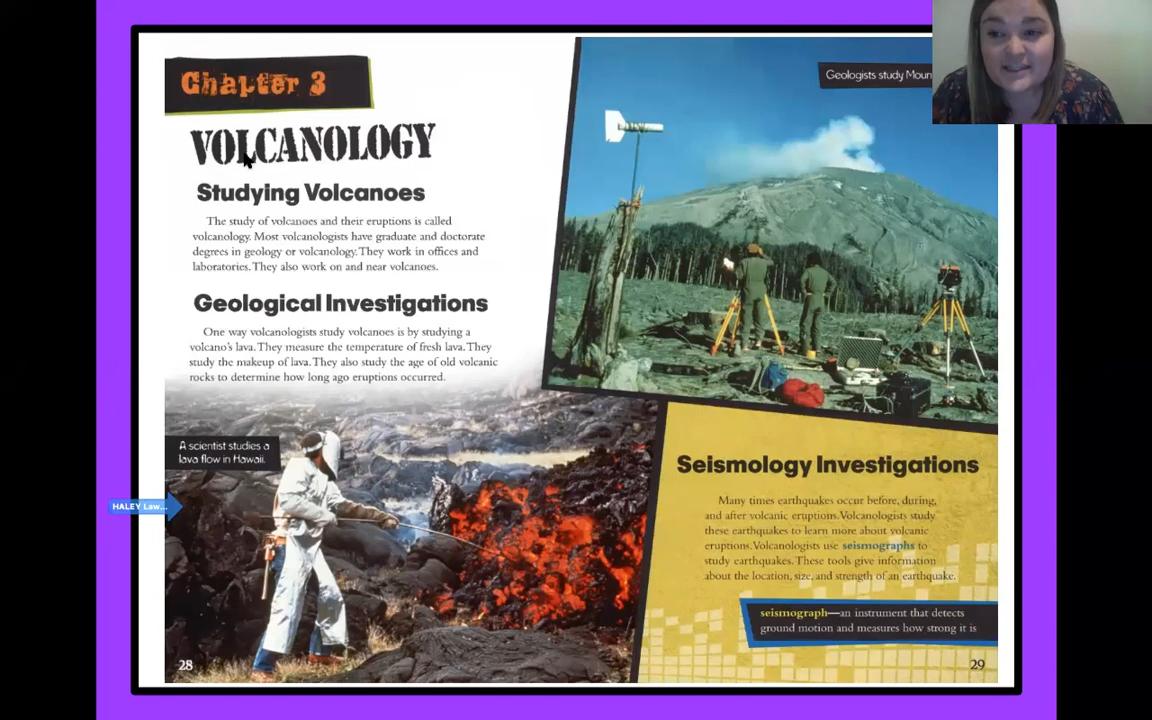 Chapter 3
VOLCANOLOGY
Studying Volcanoes
The study of volcanoes and their eruptions is called
volcanology. Most volcanologists have graduate and doctorate
degrees in geology or volcanology. They work in offices and
laboratories. They also work on and near volcanoes.
Geological Investigations
One way volcanologists study volcanoes is by studying a
volcano's lava. They measure the temperature of fresh lava. They
study the makeup of lava. They also study the age of old volcanic
rocks to determine how long ago eruptions occurred.
A scientist studies a
lava flow in Hawaii.
HALEY Law...
28
Geologists study Moun
Seismology Investigations
Many times earthquakes occur before, during,
and after volcanic eruptions. Volcanologists study
these earthquakes to learn more about volcanic
eruptions. Volcanologists use seismographs to
study earthquakes. These tools give information
about the location, size, and strength of an earthquake.
seismograph—an instrument that detects
ground motion and measures how strong it is
29